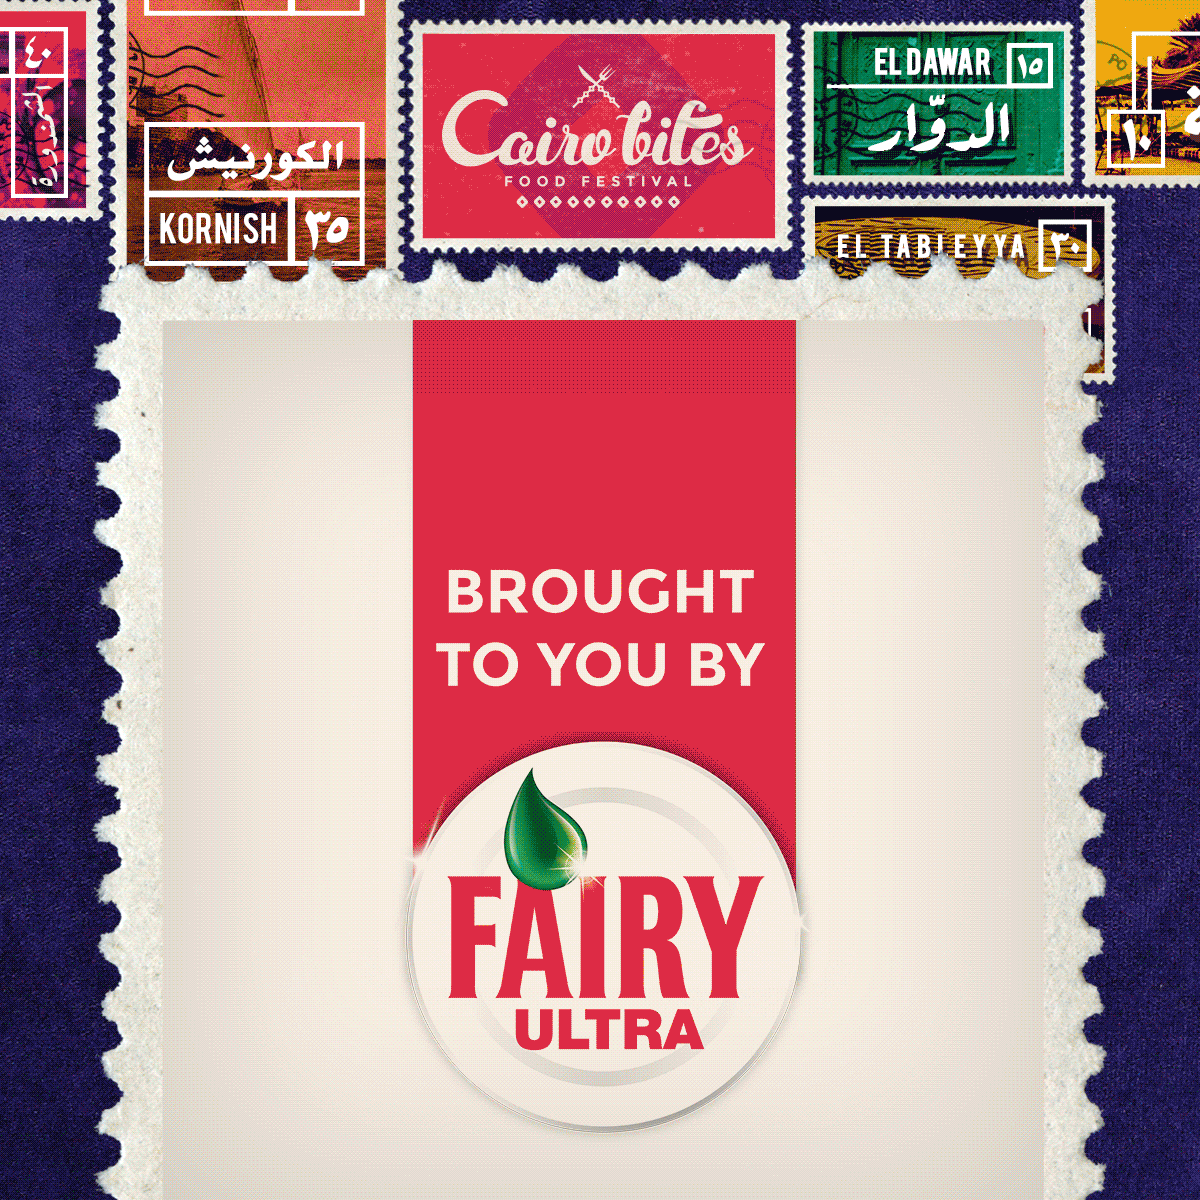 ٤٠
الكورنيش
KORNISH
٣٥
Cairo bites
FOOD FESTIVAL
EL DAWAR
١٥
الدوّار
١٠
EL TABLEYYA
٣٠
BROUGHT
TO YOU BY
FAIRY
ULTRA